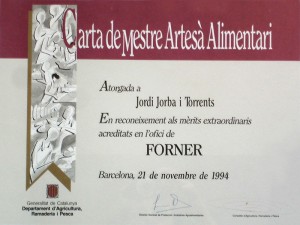 Carta de Mestre Artesà Alimentari
Atorgada a
Jordi Jorba i Torrents
En reconeixement als mèrits extraordinaris
acreditats en l'ofici de
FORNER
Barcelona, 21 de novembre de 1994
Generalitat de Catalunya
Departament d'Agricultura,
Ramaderia i Pesca